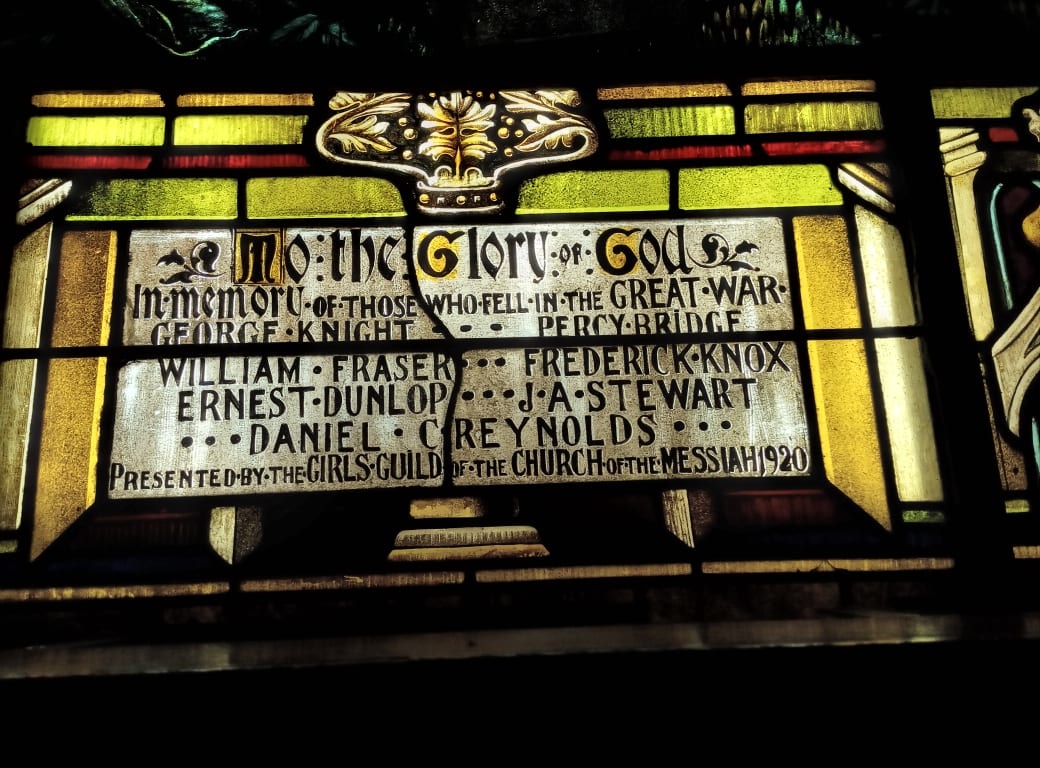 To:the:Glory:of:God
In·memory·OF·THOSE·WHO·FELL·IN·THE GREAT·WAR·
GEORGE·KNIGHT ··· PERCY·BRIDGE
WILLIAM·FRASER···FREDERICK·KNOX
ERNEST·DUNLOP···J·A·STEWART
···DANIEL·C·REYNOLDS···
PRESENTED·BY·THE·GIRLS·GUILD·OF·THE CHURCH·OF·THE·MESSIAH 1920